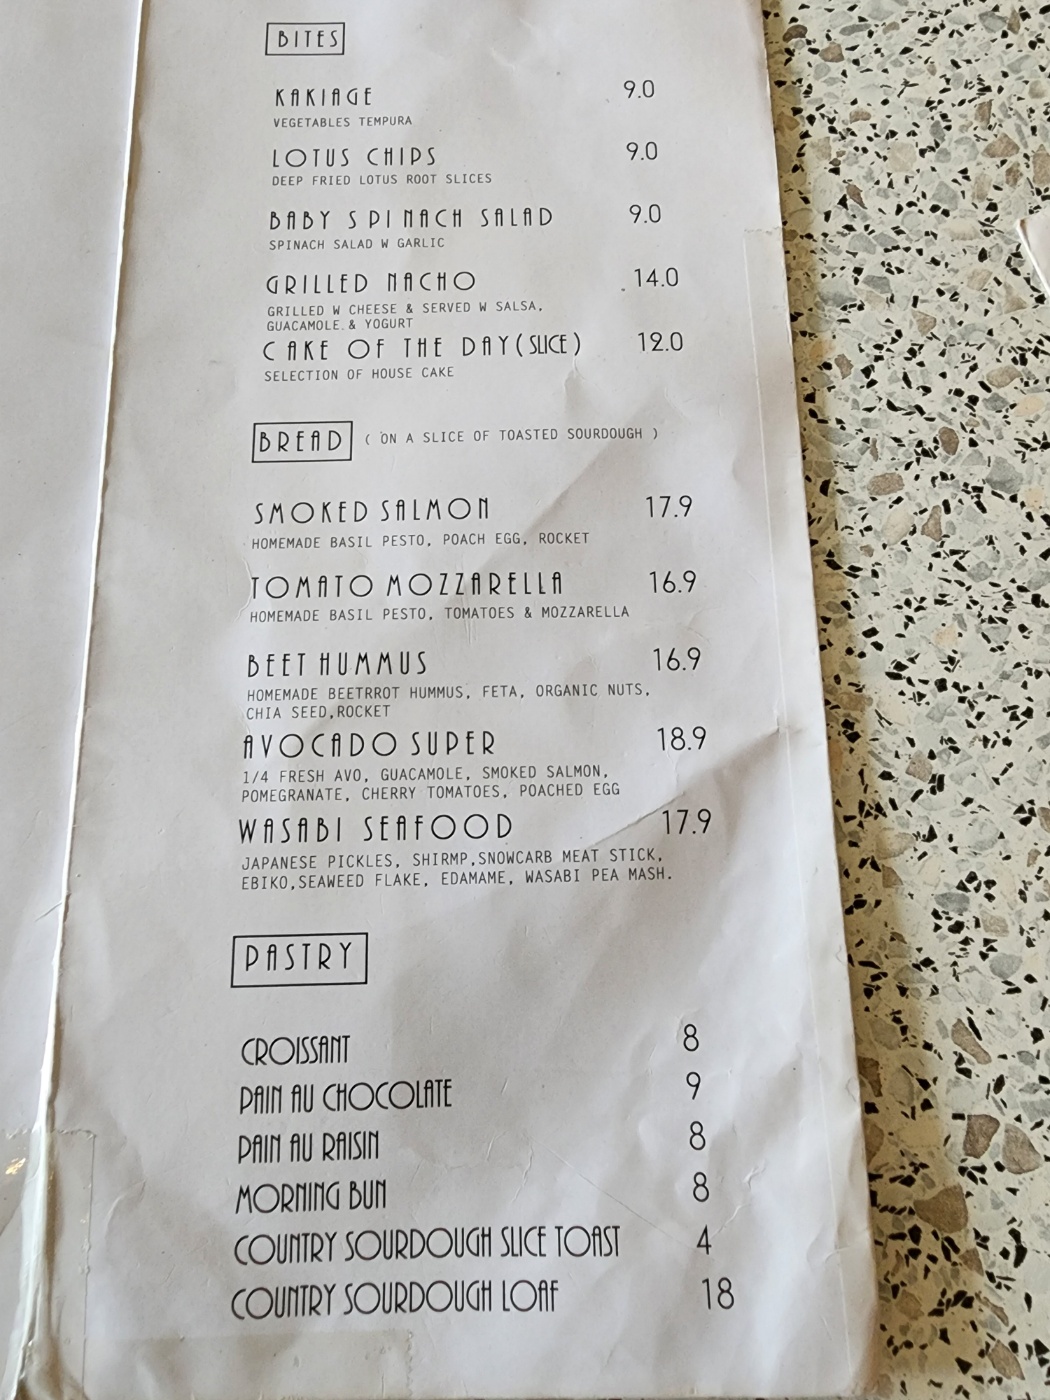 BITES
KAKIAGE 9.0
VEGETABLES TEMPURA
LOTUS CHIPS 9.0
DEEP FRIED LOTUS ROOT SLICES
BABY SPINACH SALAD 9.0
SPINACH SALAD W GARLIC
GRILLED NACHO 14.0
GRILLED W CHEESE & SERVED W SALSA,
GUACAMOLE & YOGURT
CAKE OF THE DAY(SLICE) 12.0
SELECTION OF HOUSE CAKE
BREAD ( ON A SLICE OF TOASTED SOURDOUGH )
SMOKED SALMON 17.9
HOMEMADE BASIL PESTO, POACH EGG, ROCKET
TOMATO MOZZARELLA 16.9
HOMEMADE BASIL PESTO, TOMATOES & MOZZARELLA
BEET HUMMUS 16.9
HOMEMADE BEETRROT HUMMUS, FETA, ORGANIC NUTS,
CHIA SEED,ROCKET
AVOCADO SUPER 18.9
1/4 FRESH AVO, GUACAMOLE, SMOKED SALMON,
POMEGRANATE, CHERRY TOMATOES, POACHED EGG
WASABI SEAFOOD 17.9
JAPANESE PICKLES, SHIRMP,SNOWCARB MEAT STICK,
EBIKO,SEAWEED FLAKE, EDAMAME, WASABI PEA MASH.
PASTRY
CROISSANT 8
PAIN AU CHOCOLATE 9
PAIN AU RAISIN 8
MORNING BUN 8
COUNTRY SOURDOUGH SLICE TOAST 4
COUNTRY SOURDOUGH LOAF 18